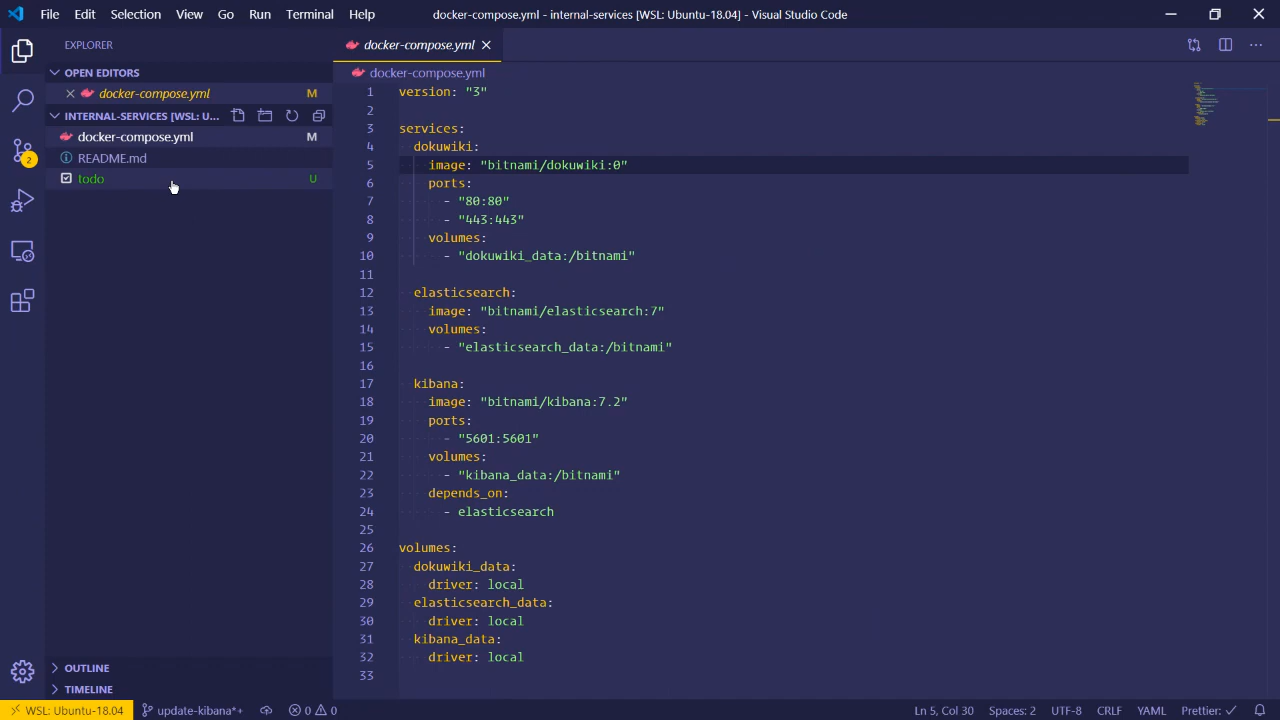 File Edit Selection View Go Run Terminal Help
docker-compose.yml - internal-services [WSL: Ubuntu-18.04] - Visual Studio Code
EXPLORER
OPEN EDITORS
docker-compose.yml M
INTERNAL-SERVICES [WSL: U...
docker-compose.yml M
README.md
todo U
OUTLINE
TIMELINE
2
docker-compose.yml
docker-compose.yml
1 version: "3"
2
3 services:
4 dokuwiki:
5 image: "bitnami/dokuwiki:0"
6 ports:
7 - "80:80"
8 - "443:443"
9 volumes:
10 - "dokuwiki_data:/bitnami"
11
12 elasticsearch:
13 image: "bitnami/elasticsearch:7"
14 volumes:
15 - "elasticsearch_data:/bitnami"
16
17 kibana:
18 image: "bitnami/kibana:7.2"
19 ports:
20 - "5601:5601"
21 volumes:
22 - "kibana_data:/bitnami"
23 depends_on:
24 - elasticsearch
25
26 volumes:
27 dokuwiki_data:
28 driver: local
29 elasticsearch_data:
30 driver: local
31 kibana_data:
32 driver: local
33
WSL: Ubuntu-18.04 update-kibana*+ 0 0 Ln 5, Col 30 Spaces: 2 UTF-8 CRLF YAML Prettier: ✓